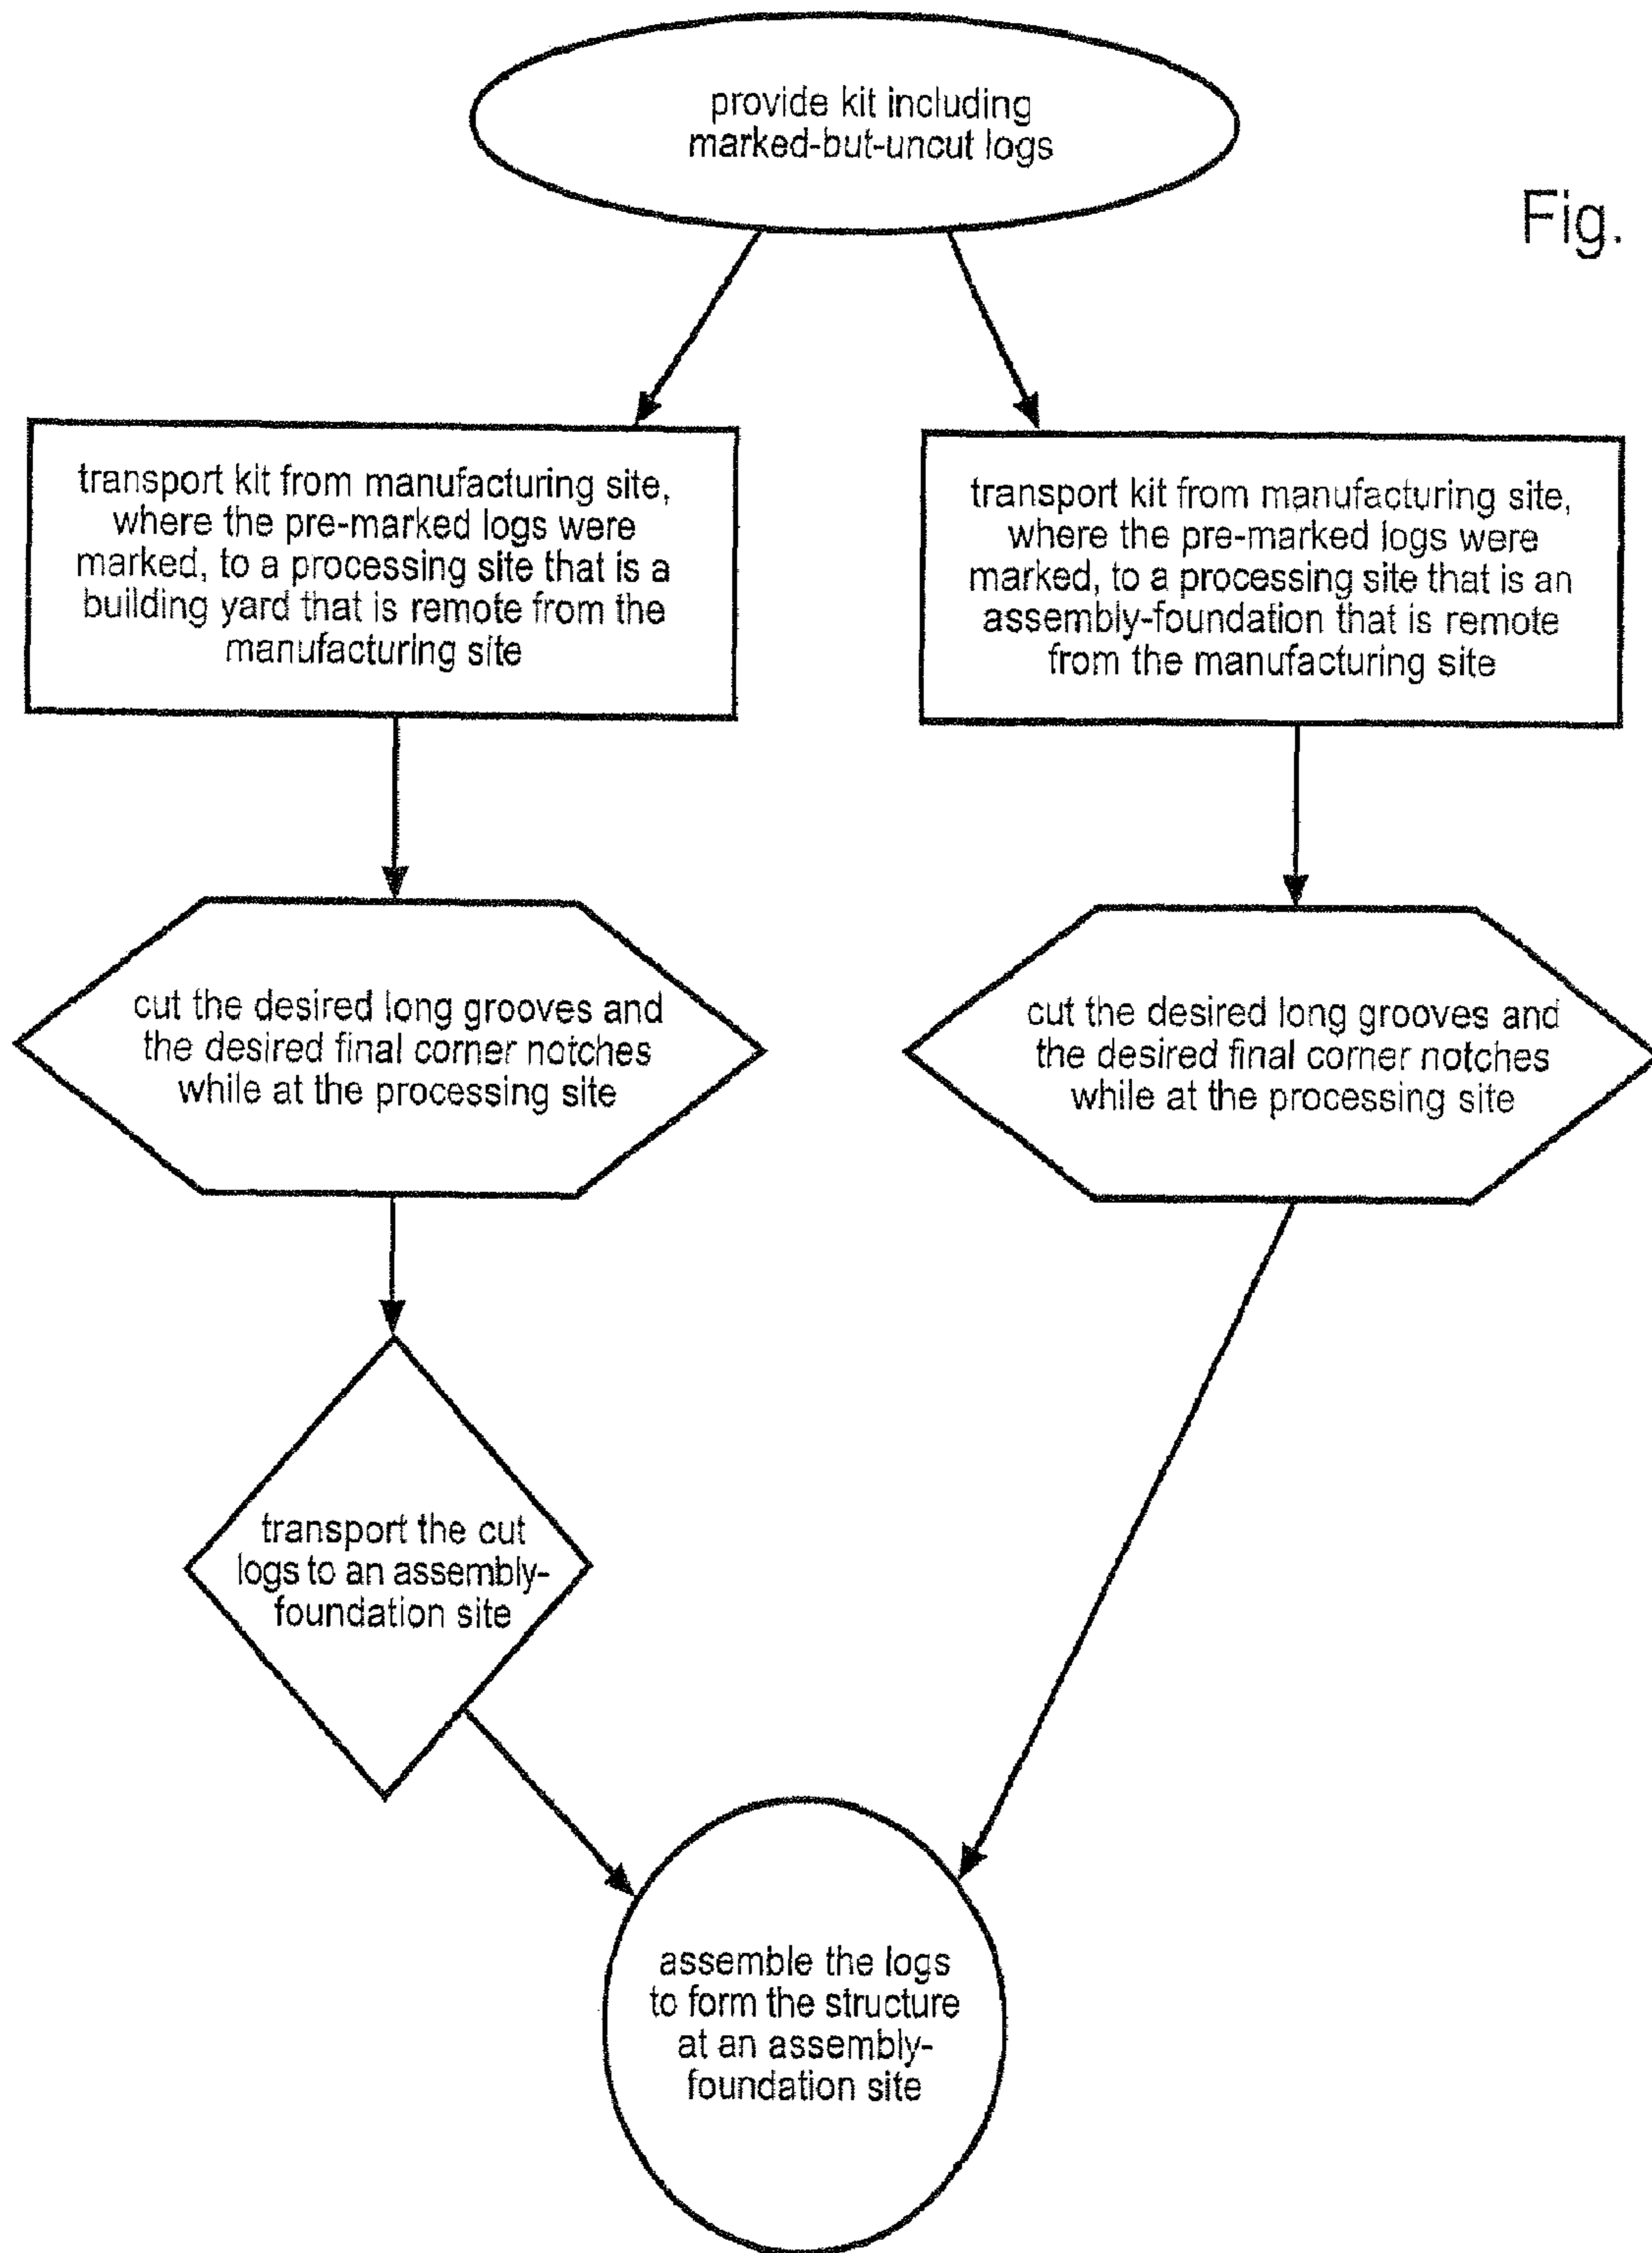 provide kit including
marked-but-uncut logs
Fig.
transport kit from manufacturing site,
where the pre-marked logs were
marked, to a processing site that is a
building yard that is remote from the
manufacturing site
transport kit from manufacturing site,
where the pre-marked logs were
marked, to a processing site that is an
assembly-foundation that is remote
from the manufacturing site
cut the desired long grooves and
the desired final corner notches
while at the processing site
cut the desired long grooves and
the desired final corner notches
while at the processing site
transport the cut
logs to an assembly-
foundation site
assemble the logs
to form the structure
at an assembly-
foundation site